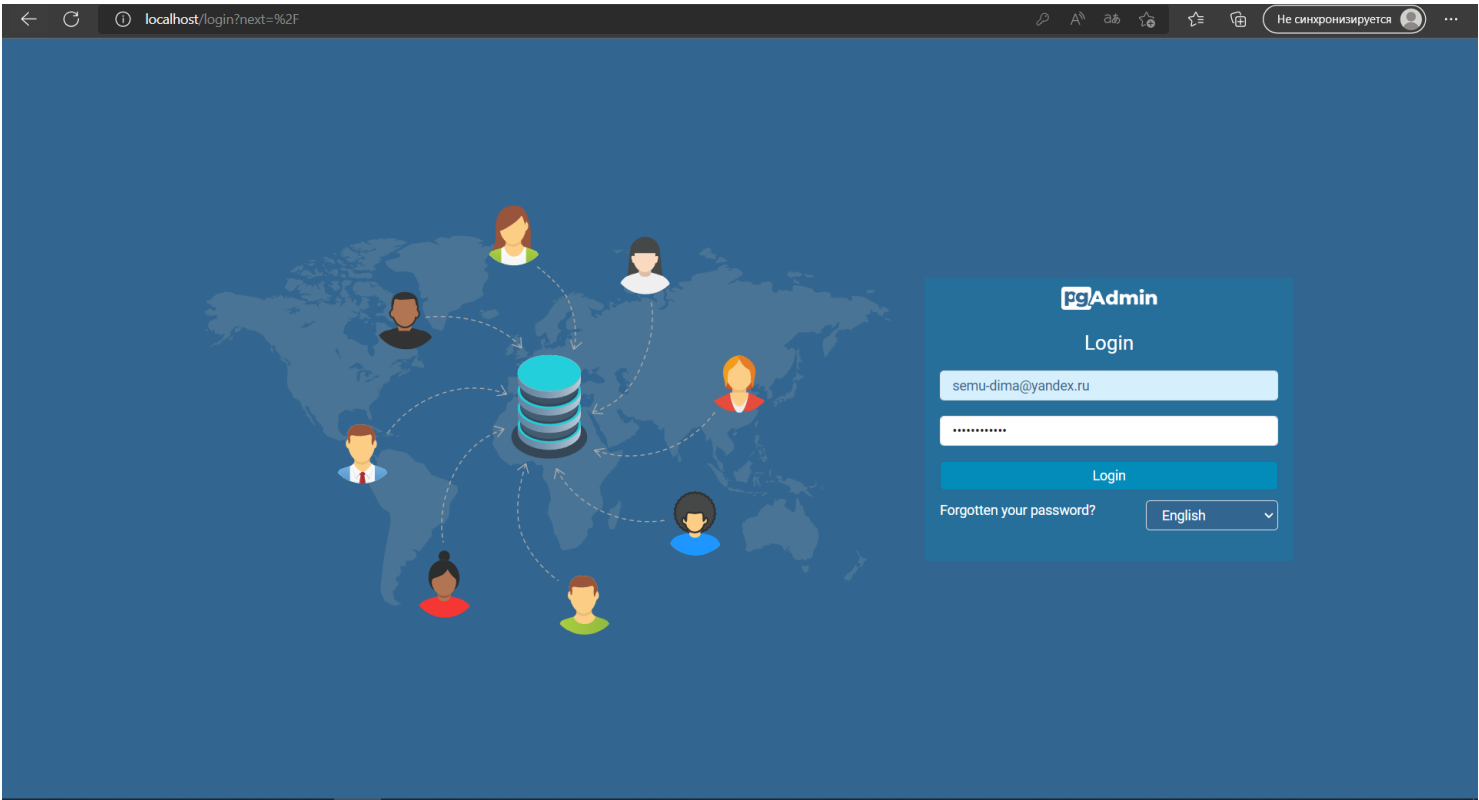 localhost/login?next=%2F
Не синхронизируется
pgAdmin
Login
semu-dima@yandex.ru
••••••••••••
Login
Forgotten your password?
English